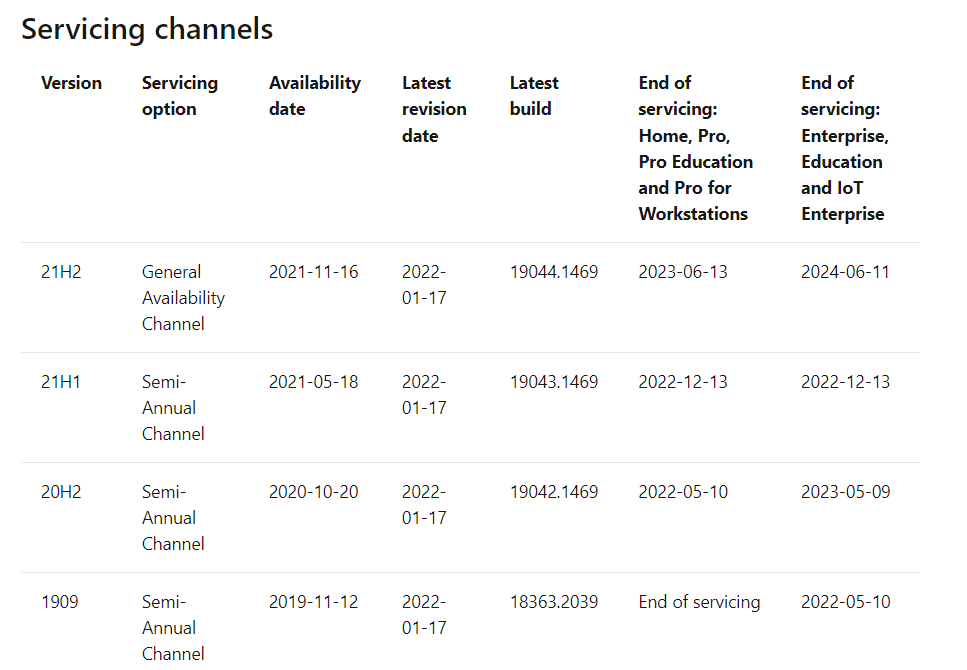 Servicing channels
Version
Servicing
option
Availability
date
Latest
revision
date
Latest
build
End of
servicing:
Home, Pro,
Pro Education
and Pro for
Workstations
End of
servicing:
Enterprise,
Education
and IoT
Enterprise
21H2
General
Availability
Channel
2021-11-16
2022-
01-17
19044.1469
2023-06-13
2024-06-11
21H1
Semi-
Annual
Channel
2021-05-18
2022-
01-17
19043.1469
2022-12-13
2022-12-13
20H2
Semi-
Annual
Channel
2020-10-20
2022-
01-17
19042.1469
2022-05-10
2023-05-09
1909
Semi-
Annual
Channel
2019-11-12
2022-
01-17
18363.2039
End of servicing
2022-05-10